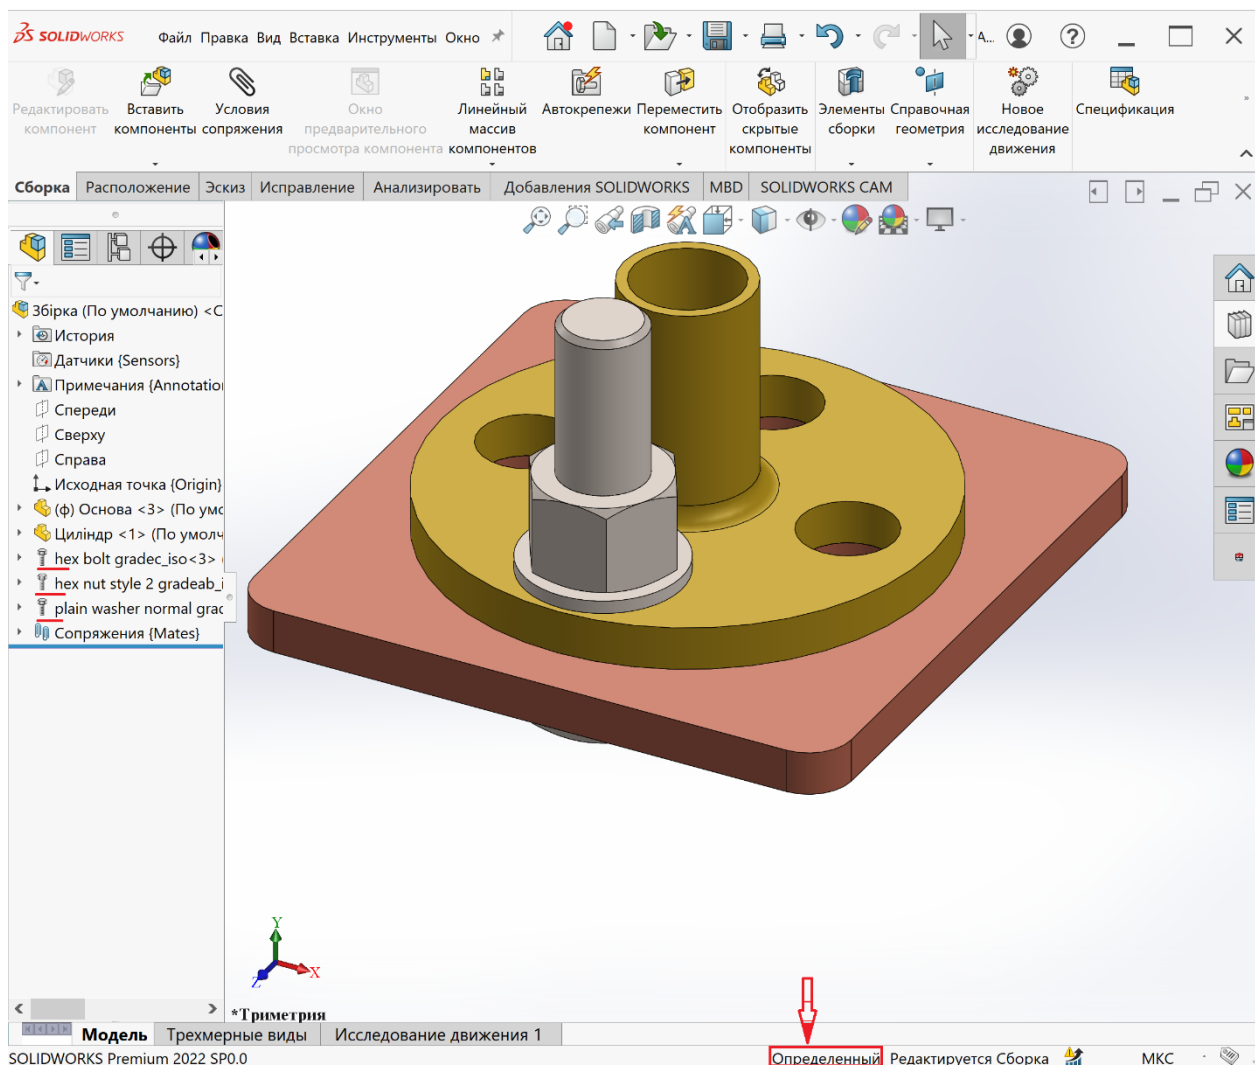 SOLIDWORKS Файл Правка Вид Вставка Инструменты Окно А...
Редактировать компонент
Вставить компоненты
Условия сопряжения
Окно предварительного просмотра компонента
Линейный массив компонентов
Автокрепежи
Переместить компонент
Отобразить скрытые компоненты
Элементы сборки
Справочная геометрия
Новое исследование движения
Спецификация
Сборка Расположение Эскиз Исправление Анализировать Добавления SOLIDWORKS MBD SOLIDWORKS CAM
Збірка (По умолчанию) <С
История
Датчики {Sensors}
Примечания {Annotation
Спереди
Сверху
Справа
Исходная точка {Origin}
(ф) Основа <3> (По умо
Циліндр <1> (По умолч
hex bolt gradec_iso<3> (
hex nut style 2 gradeab_i
plain washer normal grad
Сопряжения {Mates}
Y
X
Z
*Триметрия
Модель Трехмерные виды Исследование движения 1
SOLIDWORKS Premium 2022 SP0.0 Определенный Редактируется Сборка МКС